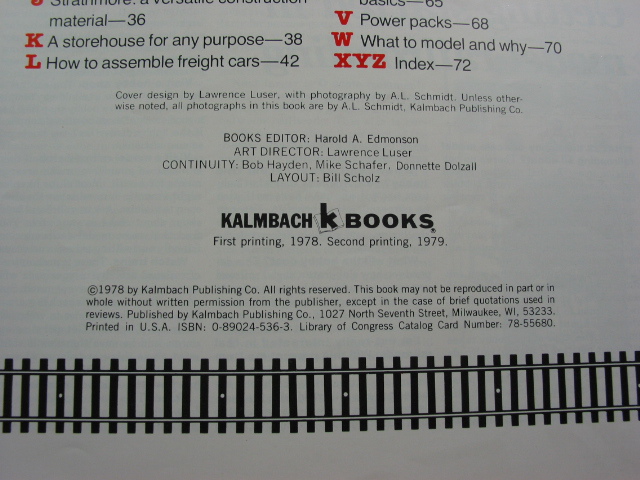 J Strathmore: a versatile construction
material—36
K A storehouse for any purpose—38
L How to assemble freight cars—42
basics—65
V Power packs—68
W What to model and why—70
XYZ Index—72
Cover design by Lawrence Luser, with photography by A.L. Schmidt. Unless other-
wise noted, all photographs in this book are by A.L. Schmidt, Kalmbach Publishing Co.
BOOKS EDITOR: Harold A. Edmonson
ART DIRECTOR: Lawrence Luser
CONTINUITY: Bob Hayden, Mike Schafer, Donnette Dolzall
LAYOUT: Bill Scholz
KALMBACH k BOOKS®
First printing, 1978. Second printing, 1979.
©1978 by Kalmbach Publishing Co. All rights reserved. This book may not be reproduced in part or in
whole without written permission from the publisher, except in the case of brief quotations used in
reviews. Published by Kalmbach Publishing Co., 1027 North Seventh Street, Milwaukee, WI, 53233.
Printed in U.S.A. ISBN: 0-89024-536-3. Library of Congress Catalog Card Number: 78-55680.